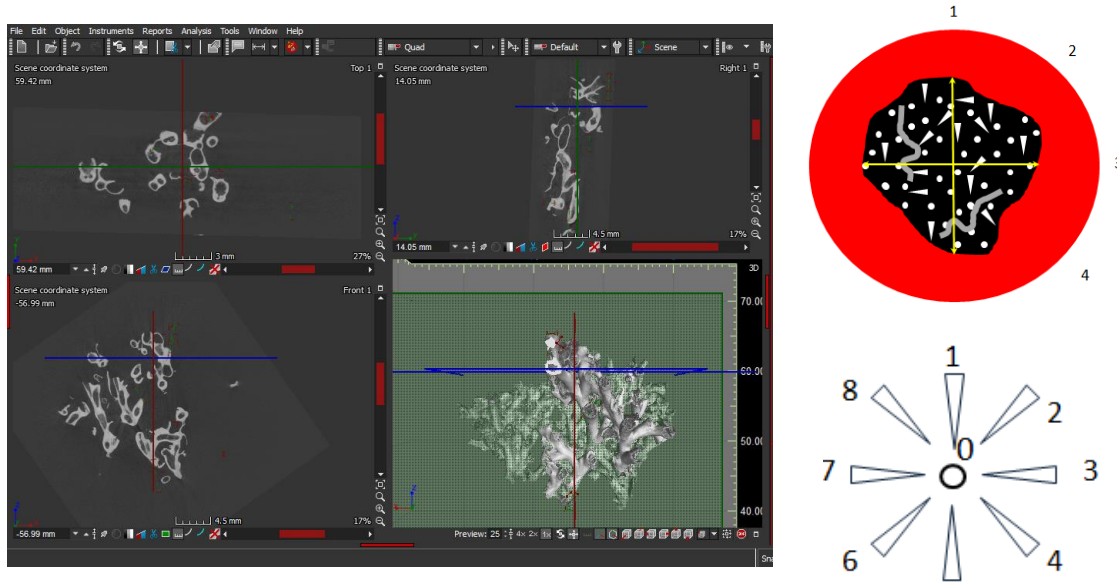 File Edit Object Instruments Reports Analysis Tools Window Help
Quad Default Scene
Scene coordinate system Top 1
59.42 mm
3 mm 27%
59.42 mm
Scene coordinate system Right 1
14.05 mm
4.5 mm 17%
14.05 mm
Scene coordinate system Front 1
-56.99 mm
4.5 mm 17%
-56.99 mm
3D
70.00
60.00
50.00
40.00
Preview: 25 4x 2x 1x
1
2
4
1
8 2
0
7 3
6 4